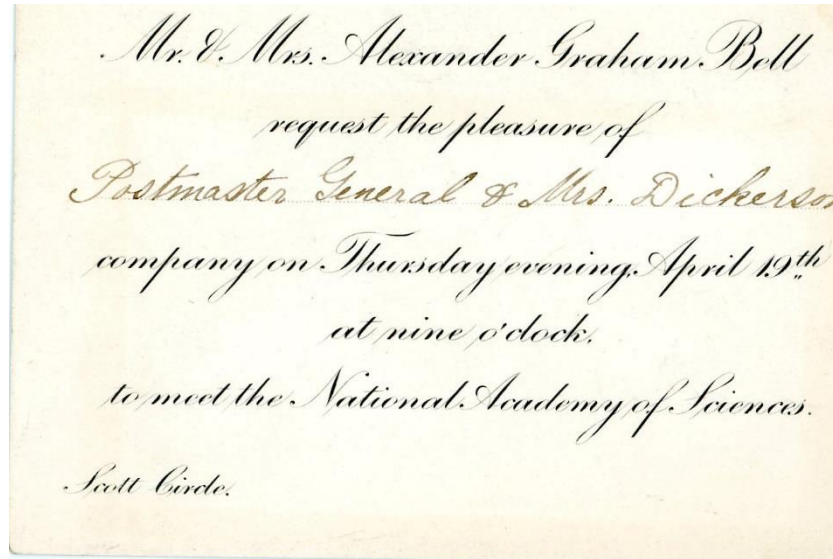 Mr. & Mrs. Alexander Graham Bell
request the pleasure of
Postmaster General & Mrs. Dickerson
company on Thursday evening, April 19th
at nine o'clock,
to meet the National Academy of Sciences.
Scott Circle.